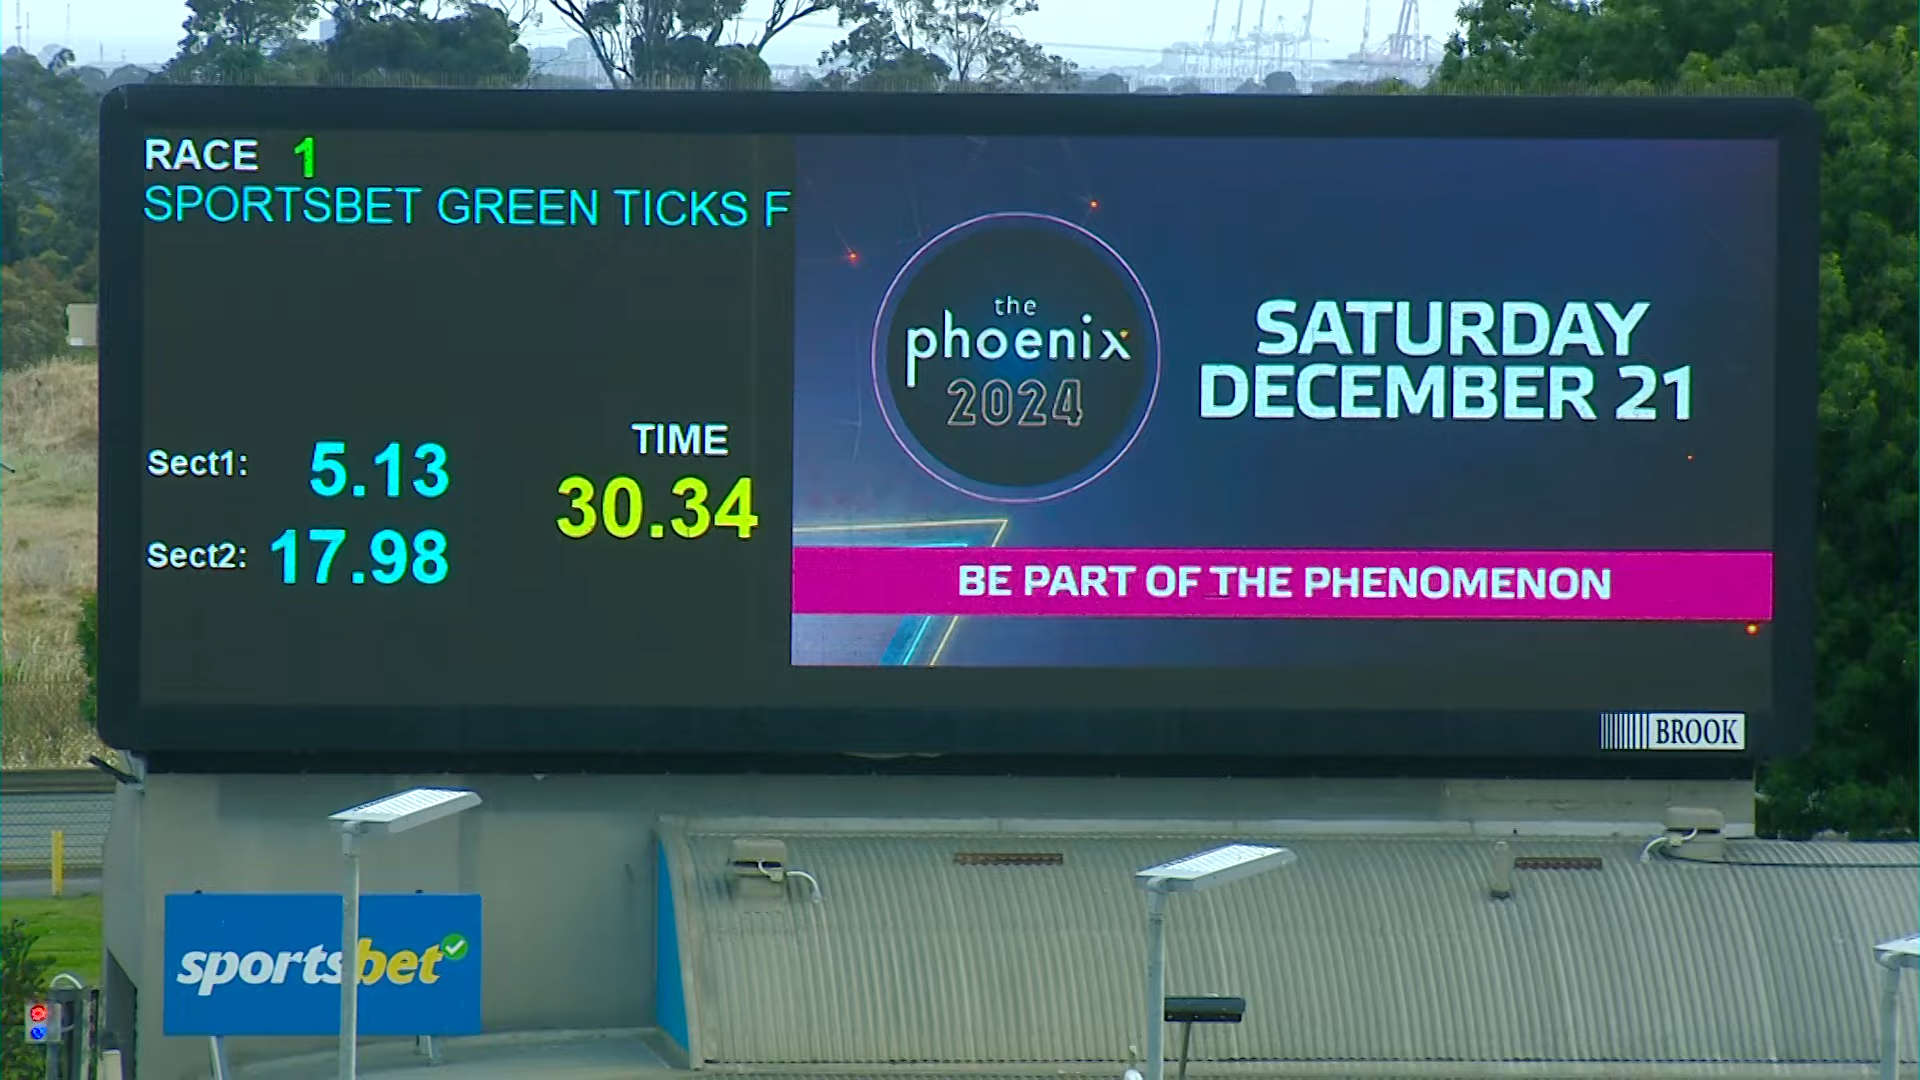 RACE 1
SPORTSBET GREEN TICKS F
Sect1: 5.13
Sect2: 17.98
TIME
30.34
the
phoenix
2024
SATURDAY
DECEMBER 21
BE PART OF THE PHENOMENON
BROOK
sportsbet